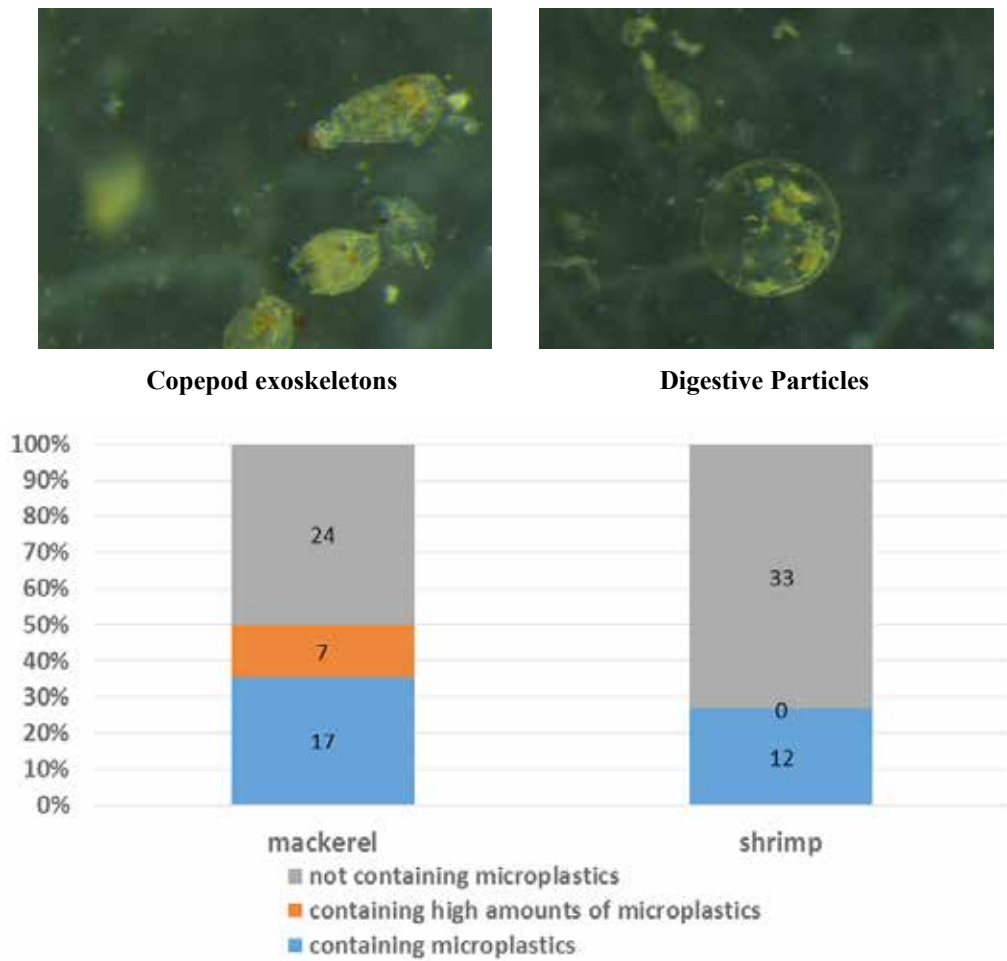 Copepod exoskeletons
Digestive Particles
100%
90%
80%
70%
60%
50%
40%
30%
20%
10%
0%
24
7
17
33
0
12
mackerel
shrimp
not containing microplastics
containing high amounts of microplastics
containing microplastics